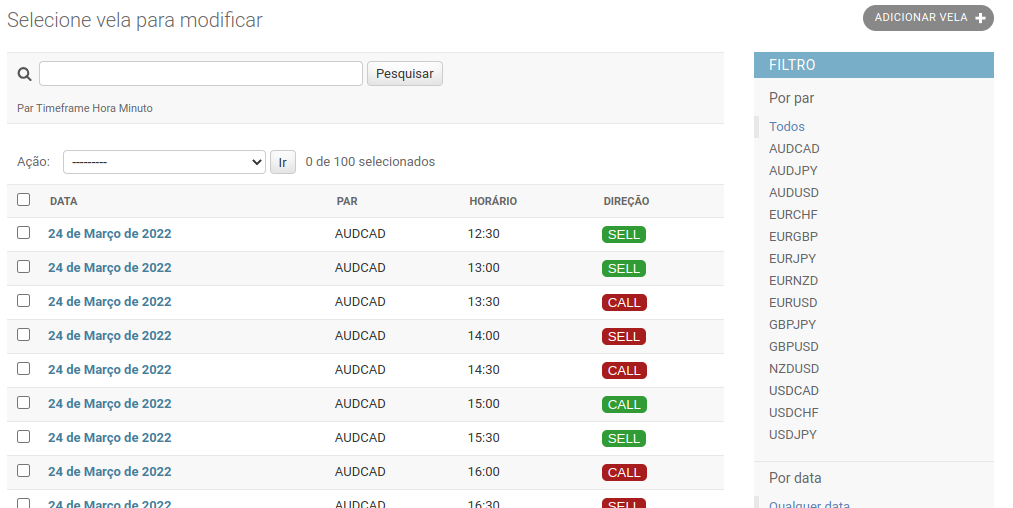 Selecione vela para modificar
ADICIONAR VELA +
Pesquisar
Par Timeframe Hora Minuto
Ação: --------- Ir 0 de 100 selecionados
DATA PAR HORÁRIO DIREÇÃO
24 de Março de 2022 AUDCAD 12:30 SELL
24 de Março de 2022 AUDCAD 13:00 SELL
24 de Março de 2022 AUDCAD 13:30 CALL
24 de Março de 2022 AUDCAD 14:00 SELL
24 de Março de 2022 AUDCAD 14:30 CALL
24 de Março de 2022 AUDCAD 15:00 CALL
24 de Março de 2022 AUDCAD 15:30 SELL
24 de Março de 2022 AUDCAD 16:00 CALL
24 de Março de 2022 AUDCAD 16:30 SELL
FILTRO
Por par
Todos
AUDCAD
AUDJPY
AUDUSD
EURCHF
EURGBP
EURJPY
EURNZD
EURUSD
GBPJPY
GBPUSD
NZDUSD
USDCAD
USDCHF
USDJPY
Por data
Qualquer data